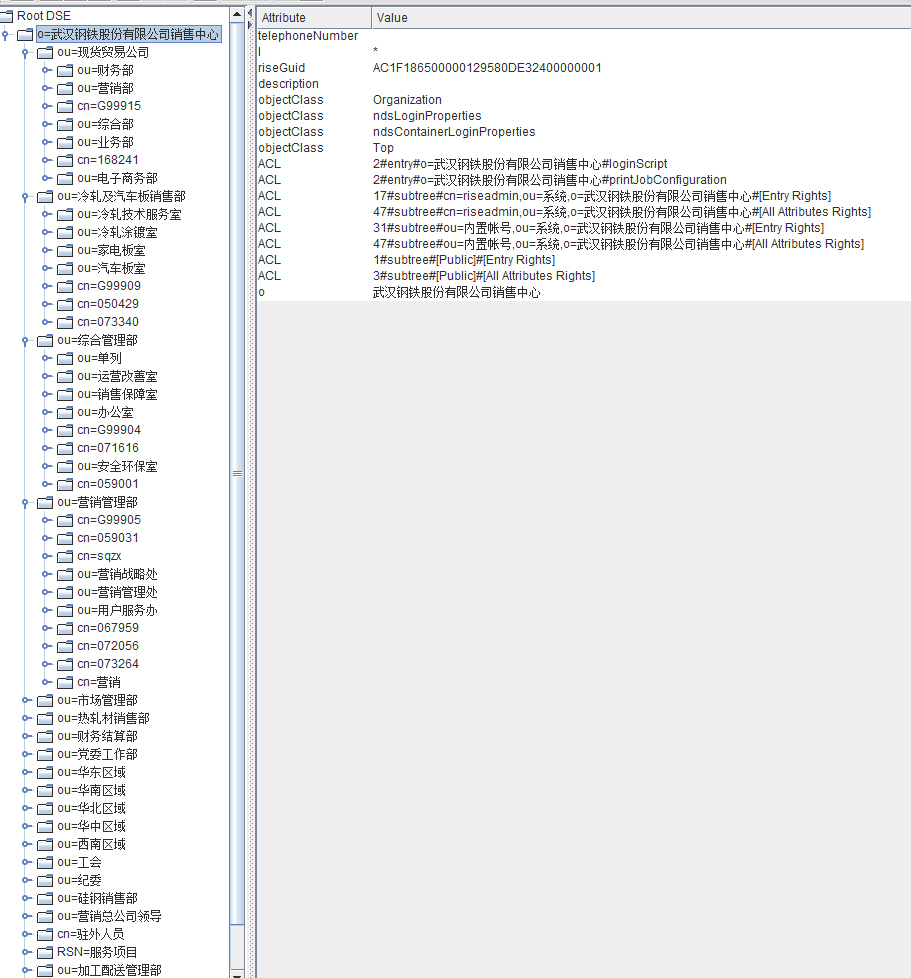 Root DSE
o=武汉钢铁股份有限公司销售中心
ou=现货贸易公司
ou=财务部
ou=营销部
cn=G99915
ou=综合部
ou=业务部
cn=168241
ou=电子商务部
ou=冷轧及汽车板销售部
ou=冷轧技术服务室
ou=冷轧涂镀室
ou=家电板室
ou=汽车板室
cn=G99909
cn=050429
cn=073340
ou=综合管理部
ou=单列
ou=运营改善室
ou=销售保障室
ou=办公室
cn=G99904
cn=071616
ou=安全环保室
cn=059001
ou=营销管理部
cn=G99905
cn=059031
cn=sqzx
ou=营销战略处
ou=营销管理处
ou=用户服务办
cn=067959
cn=072056
cn=073264
cn=营销
ou=市场管理部
ou=热轧材销售部
ou=财务结算部
ou=党委工作部
ou=华东区域
ou=华南区域
ou=华北区域
ou=华中区域
ou=西南区域
ou=工会
ou=纪委
ou=硅钢销售部
ou=营销总公司领导
cn=驻外人员
RSN=服务项目
ou=加工配送管理部
Attribute Value
telephoneNumber
l *
riseGuid AC1F186500000129580DE32400000001
description
objectClass Organization
objectClass ndsLoginProperties
objectClass ndsContainerLoginProperties
objectClass Top
ACL 2#entry#o=武汉钢铁股份有限公司销售中心#loginScript
ACL 2#entry#o=武汉钢铁股份有限公司销售中心#printJobConfiguration
ACL 17#subtree#cn=riseadmin,ou=系统,o=武汉钢铁股份有限公司销售中心#[Entry Rights]
ACL 47#subtree#cn=riseadmin,ou=系统,o=武汉钢铁股份有限公司销售中心#[All Attributes Rights]
ACL 31#subtree#ou=内置帐号,ou=系统,o=武汉钢铁股份有限公司销售中心#[Entry Rights]
ACL 47#subtree#ou=内置帐号,ou=系统,o=武汉钢铁股份有限公司销售中心#[All Attributes Rights]
ACL 1#subtree#[Public]#[Entry Rights]
ACL 3#subtree#[Public]#[All Attributes Rights]
o 武汉钢铁股份有限公司销售中心